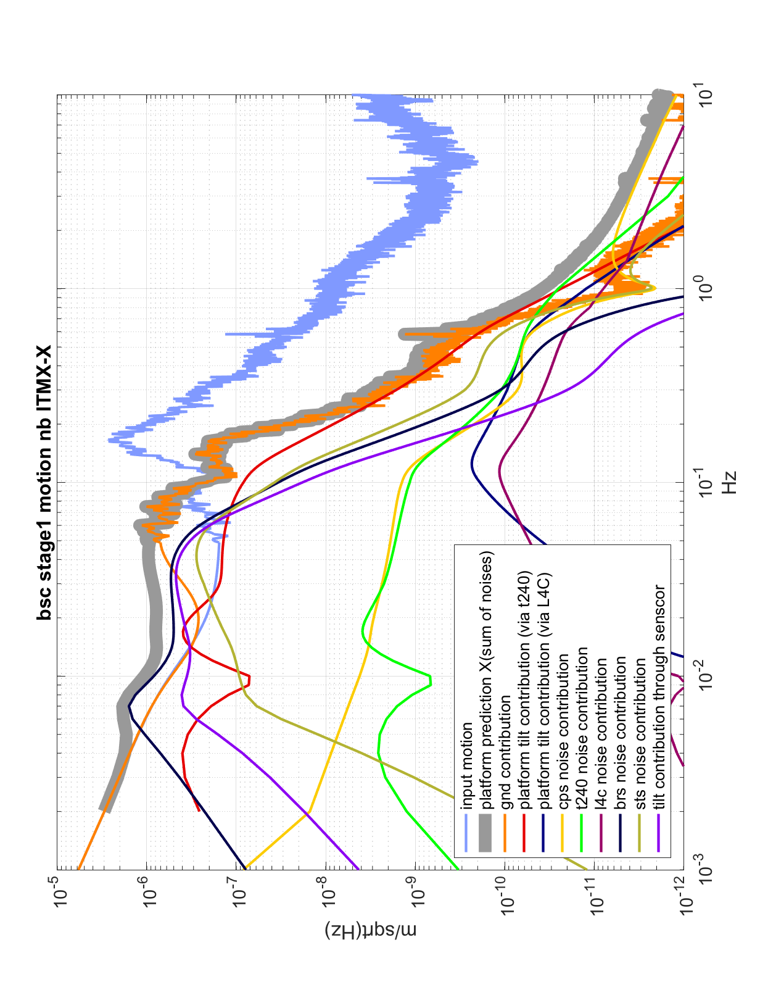 bsc stage1 motion nb ITMX-X
10^-5
10^-6
10^-7
10^-8
10^-9
10^-10
10^-11
10^-12
m/sqrt(Hz)
input motion
platform prediction X(sum of noises)
gnd contribution
platform tilt contribution (via t240)
platform tilt contribution (via L4C)
cps noise contribution
t240 noise contribution
l4c noise contribution
brs noise contribution
sts noise contribution
tilt contribution through senscor
10^-3
10^-2
10^-1
10^0
10^1
Hz